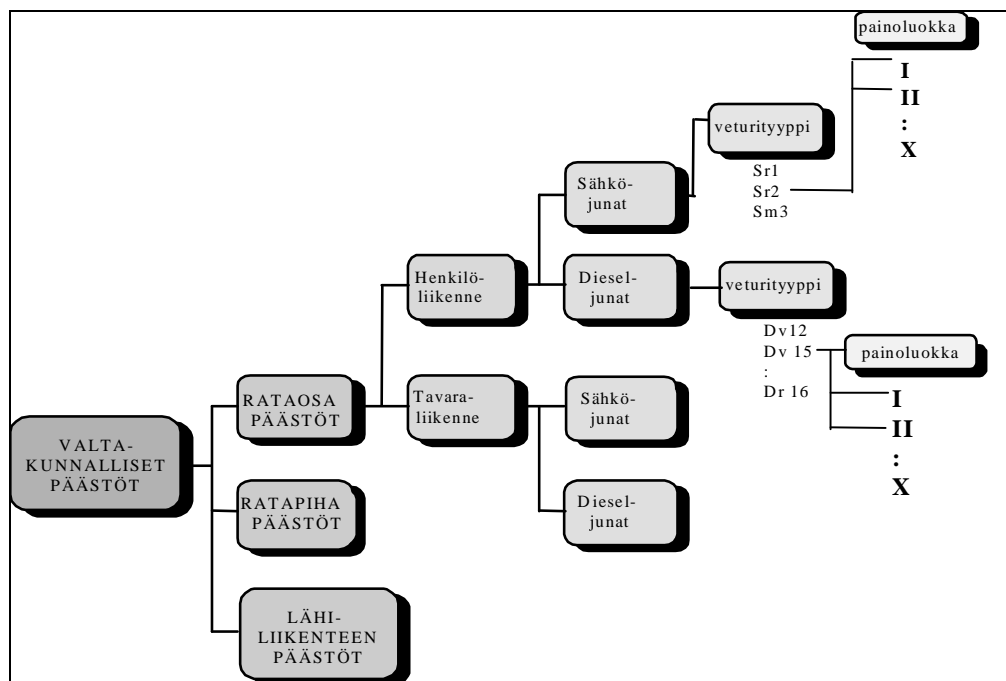 painoluokka
I
II
:
X
veturityyppi
Sr1
Sr2
Sm3
Sähkö-
junat
Henkilö-
liikenne
Diesel-
junat
veturityyppi
Dv12
Dv 15
:
Dr 16
painoluokka
I
II
:
X
RATAOSA
PÄÄSTÖT
Tavara-
liikenne
Sähkö-
junat
VALTA-
KUNNALLISET
PÄÄSTÖT
RATAPIHA
PÄÄSTÖT
Diesel-
junat
LÄHI-
LIIKENTEEN
PÄÄSTÖT